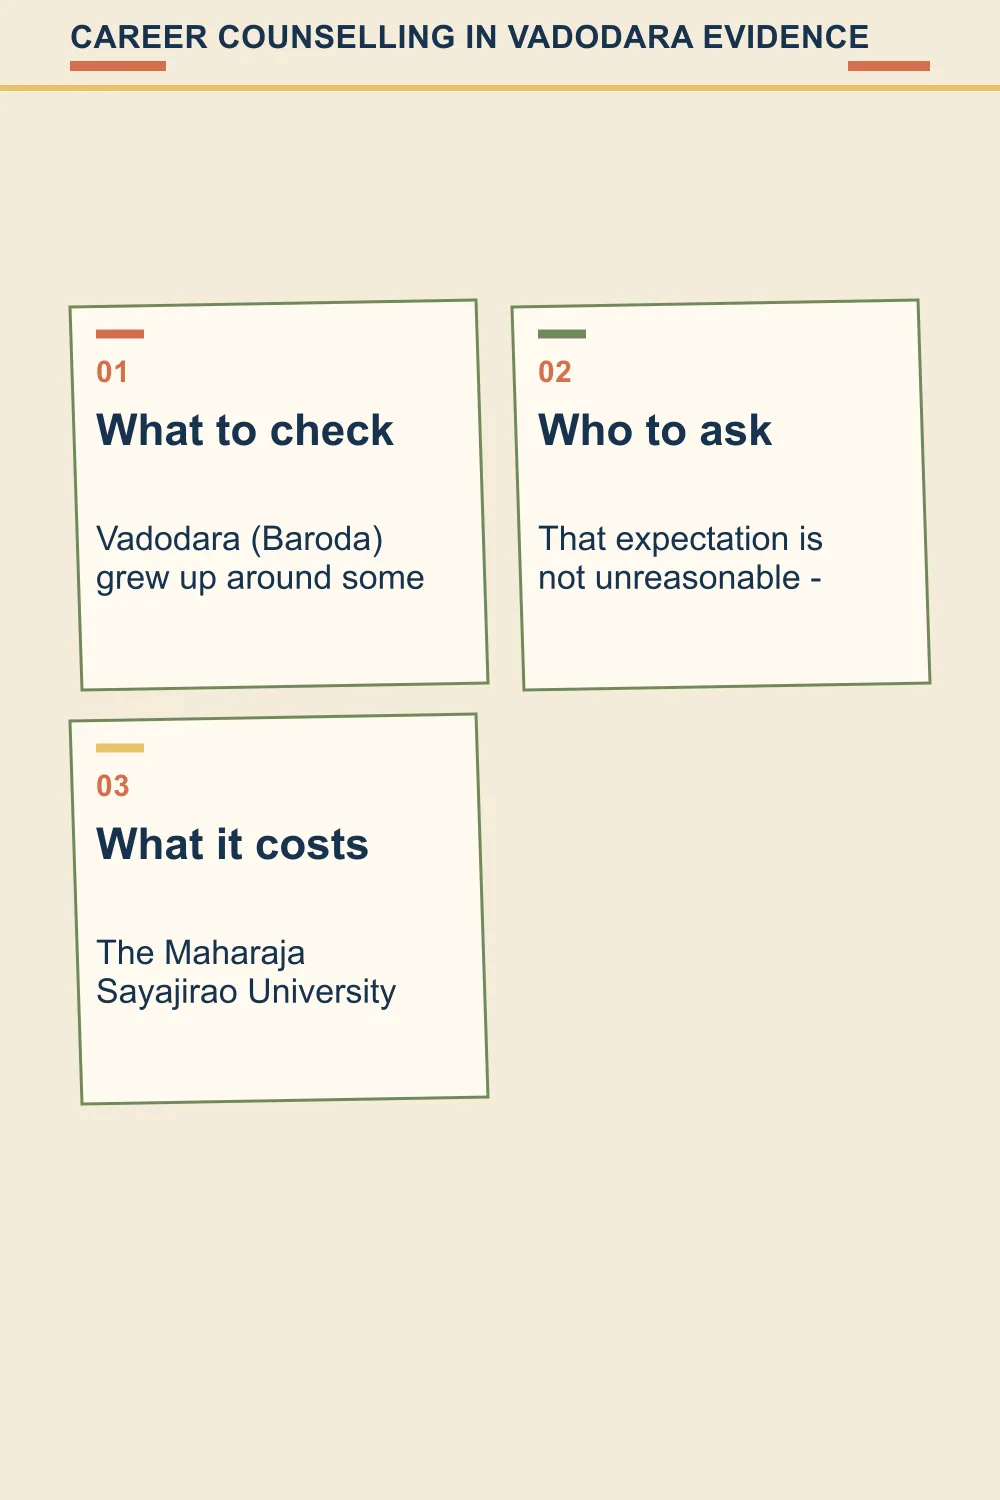 CAREER COUNSELLING IN VADODARA EVIDENCE
01
What to check
Vadodara (Baroda)
grew up around some
02
Who to ask
That expectation is
not unreasonable -
03
What it costs
The Maharaja
Sayajirao University